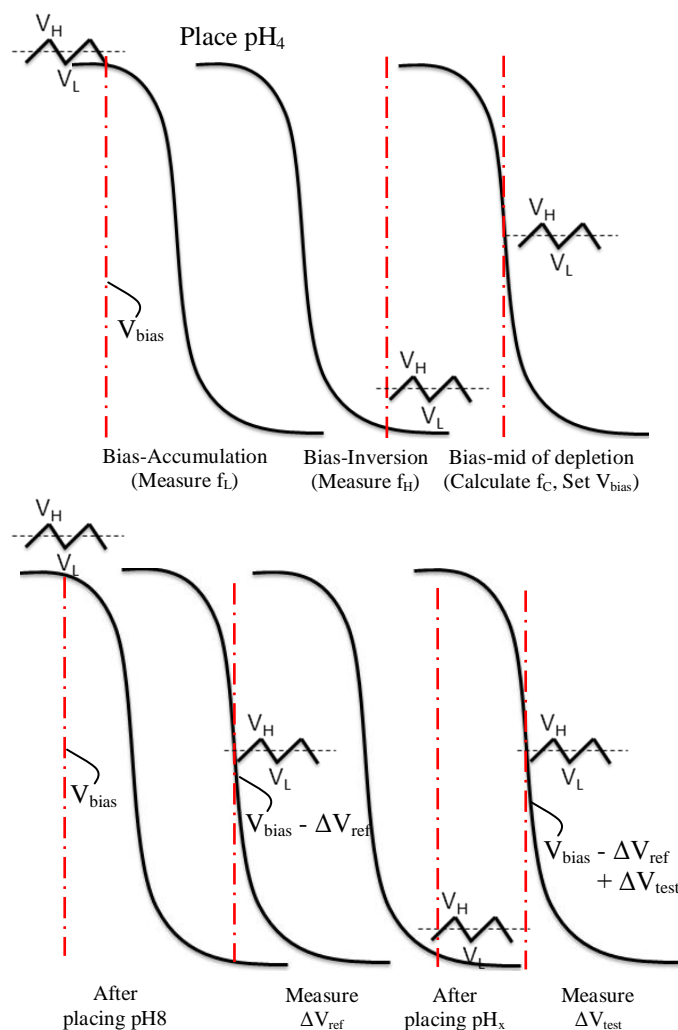 V_H
Place pH_4
V_L
V_H
V_L
V_bias
V_H
V_L
Bias-Accumulation
(Measure f_L)
Bias-Inversion
(Measure f_H)
Bias-mid of depletion
(Calculate f_C, Set V_bias)
V_H
V_L
V_H
V_L
V_H
V_L
V_bias
V_bias - ΔV_ref
V_bias - ΔV_ref
+ ΔV_test
V_H
V_L
After
placing pH8
Measure
ΔV_ref
After
placing pH_x
Measure
ΔV_test